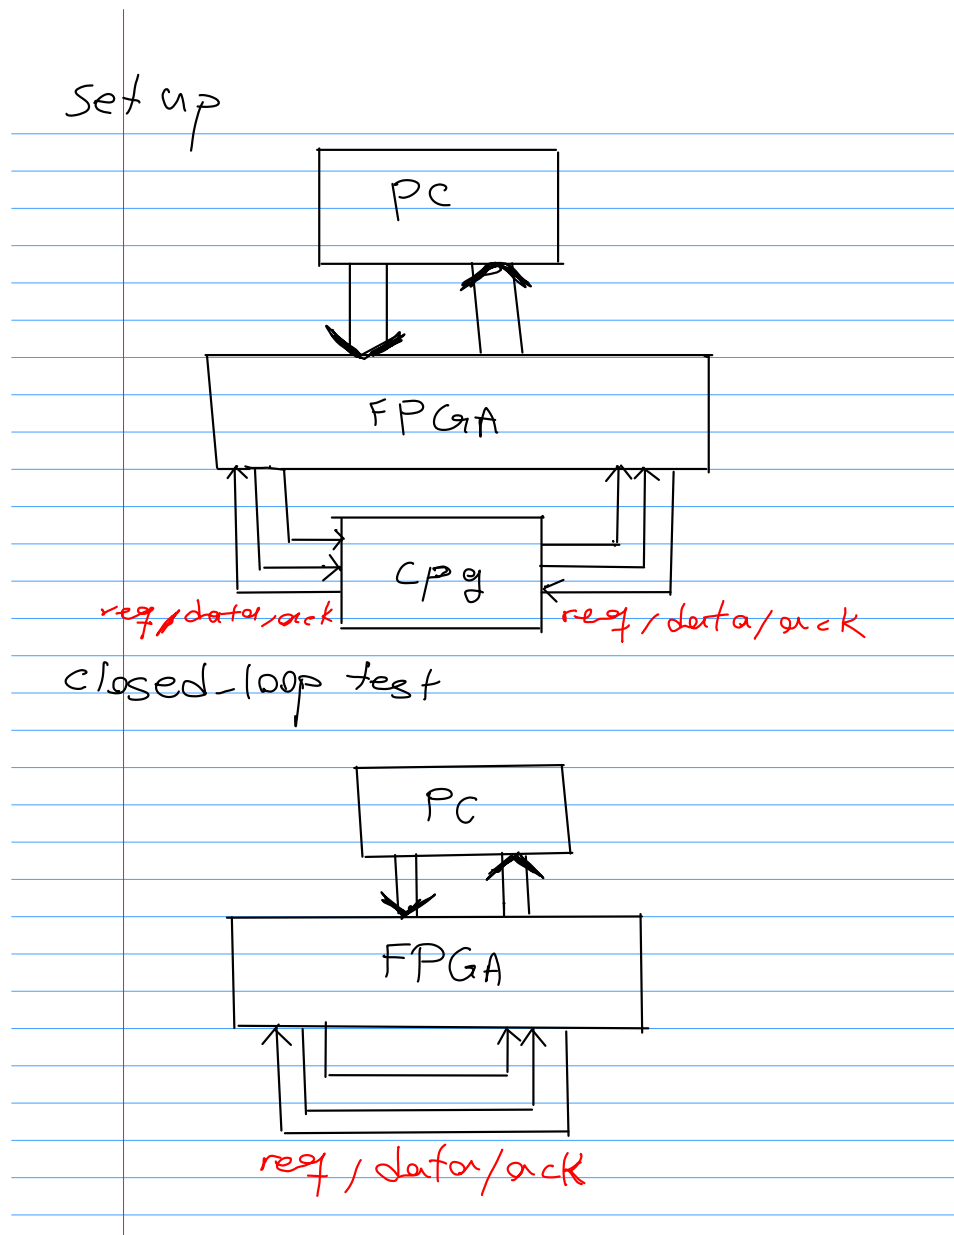 set up
PC
FPGA
cpg
req, data, ack
req/data/ack
closed-loop test
PC
FPGA
req/data/ack